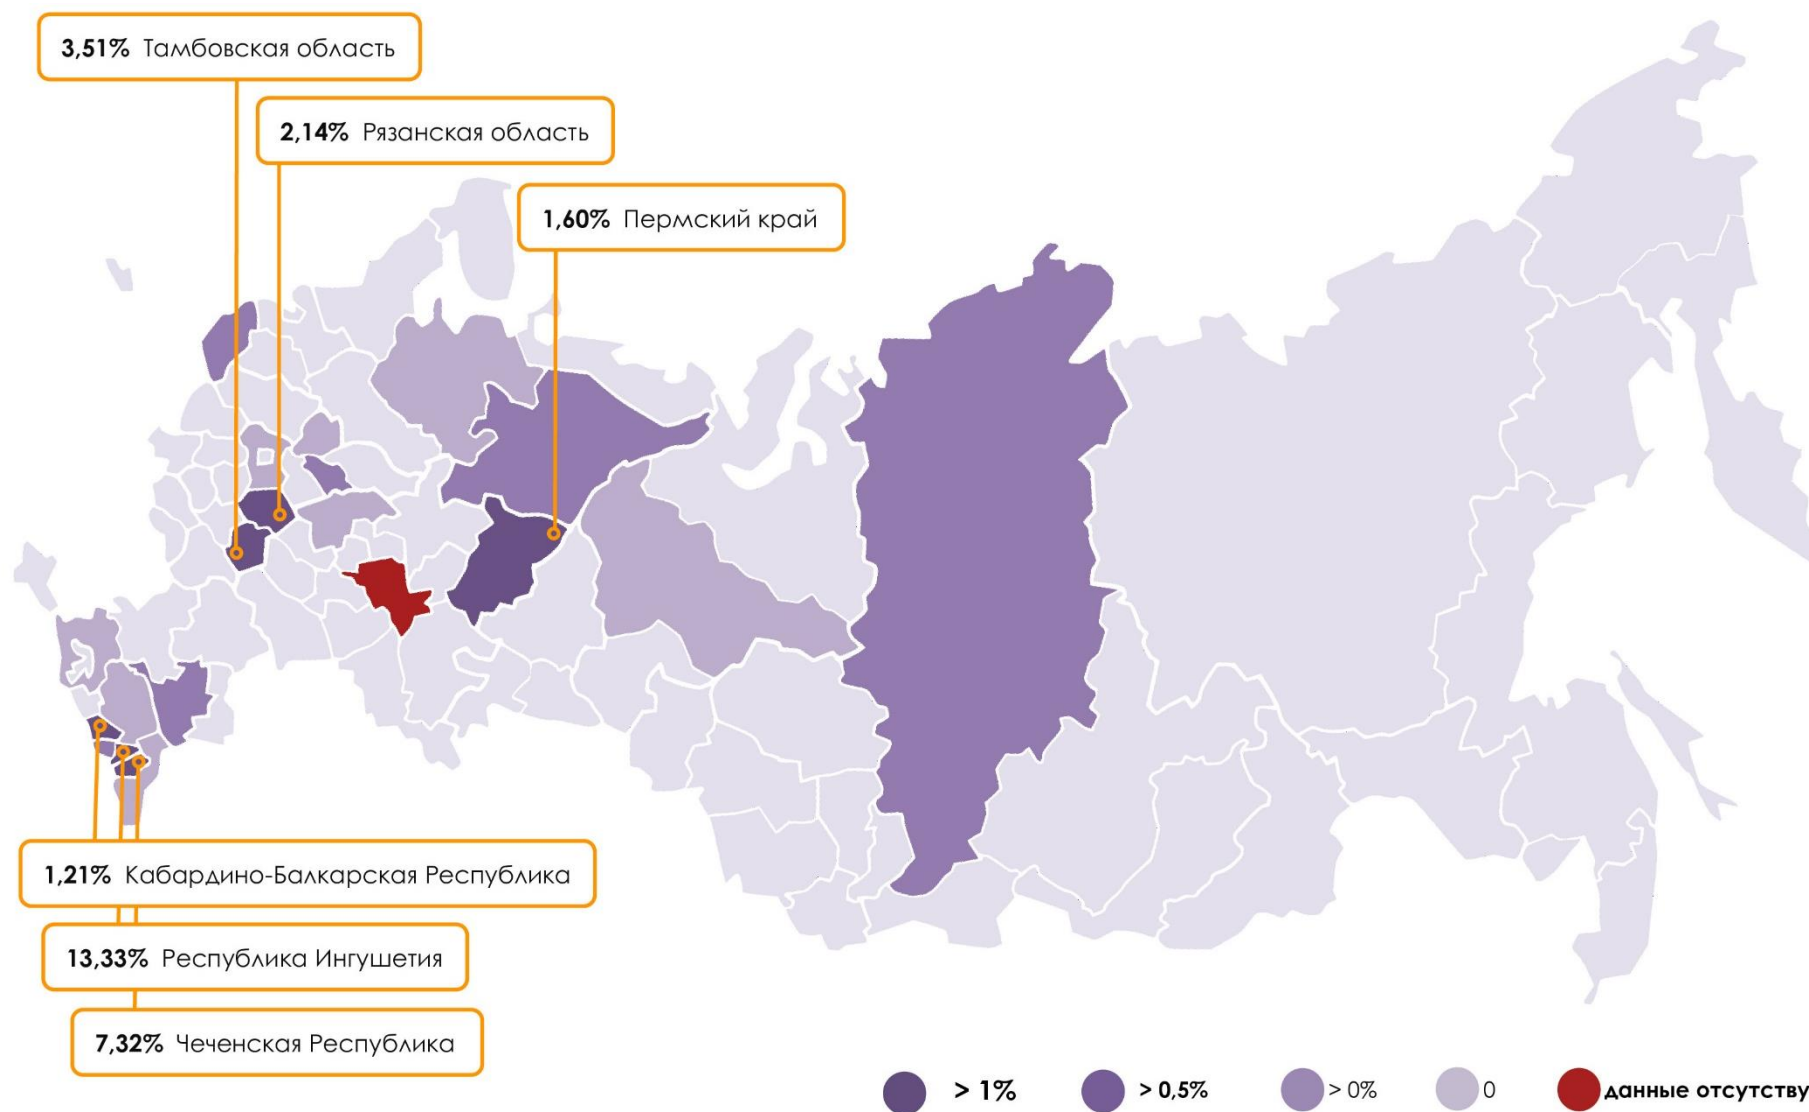 3,51% Тамбовская область
2,14% Рязанская область
1,60% Пермский край
1,21% Кабардино-Балкарская Республика
13,33% Республика Ингушетия
7,32% Чеченская Республика
> 1%
> 0,5%
> 0%
0
данные отсутству